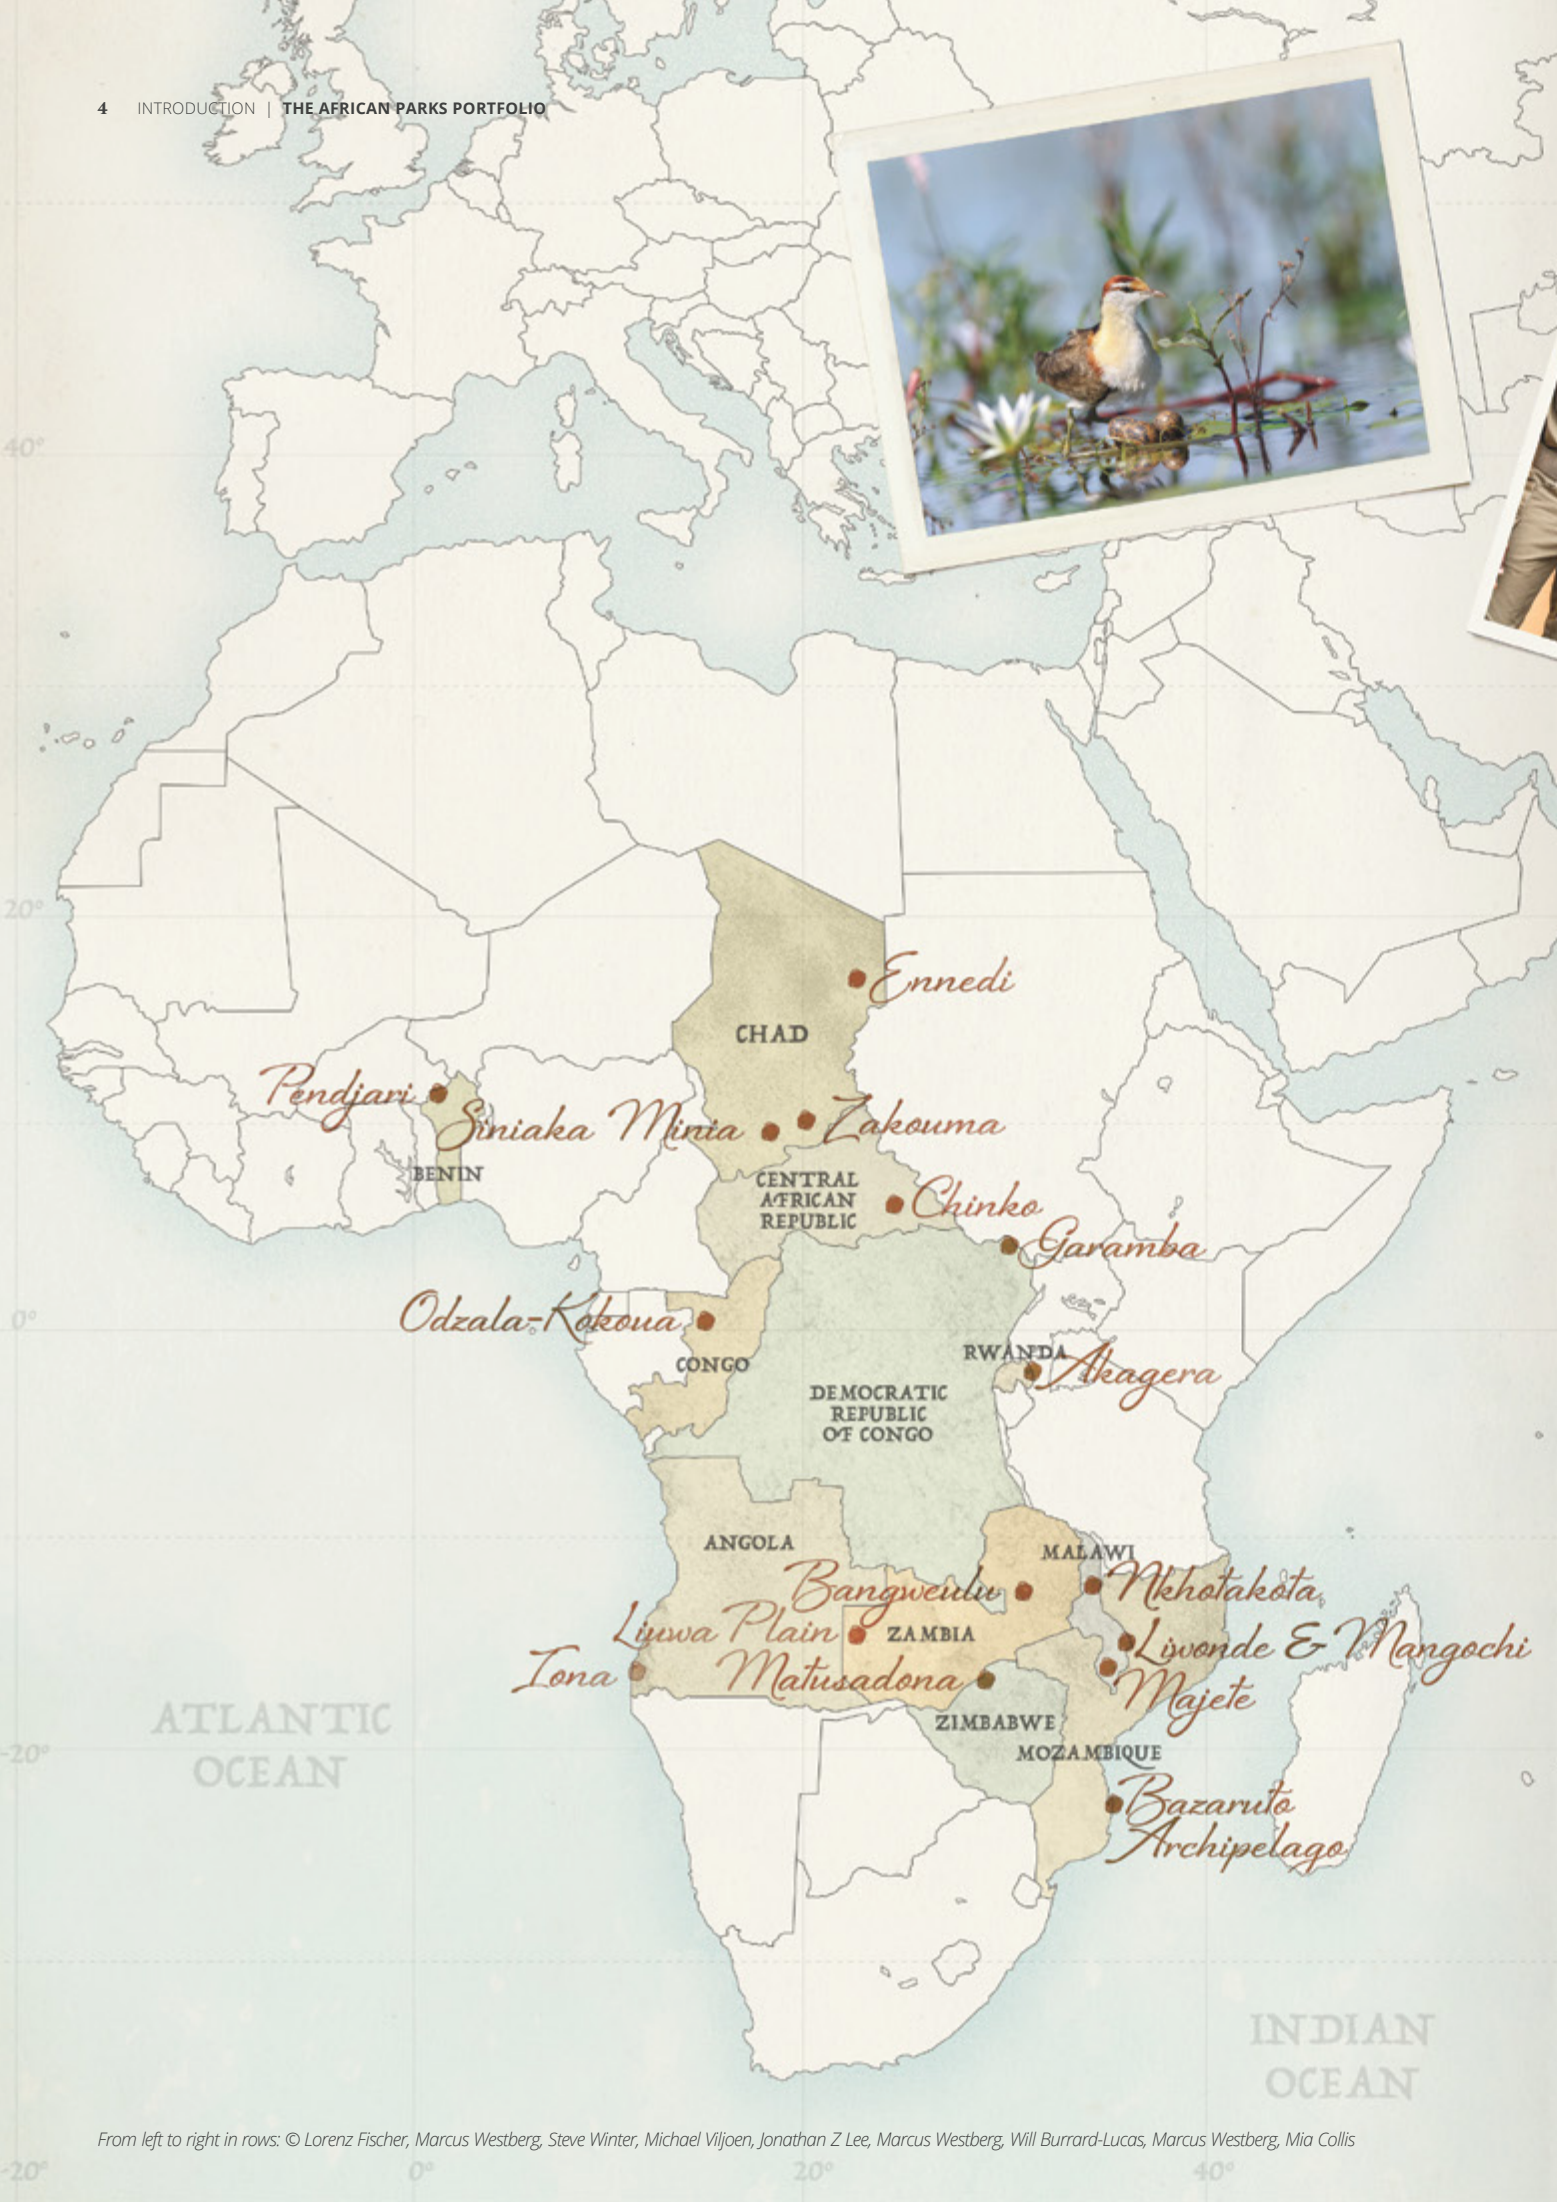 4 INTRODUCTION | THE AFRICAN PARKS PORTFOLIO
40°
20°
Ennedi
CHAD
Pendjari
Siniaka Minia
Zakouma
BENIN
CENTRAL
AFRICAN
REPUBLIC
Chinko
Garamba
0°
Odzala-Kokoua
CONGO
RWANDA
Akagera
DEMOCRATIC
REPUBLIC
OF CONGO
ANGOLA
MALAWI
Bangweulu
Nkhotakota
Liuwa Plain
ZAMBIA
Liwonde & Mangochi
Iona
Matusadona
Majete
ATLANTIC
OCEAN
ZIMBABWE
-20°
MOZAMBIQUE
Bazaruto
Archipelago
INDIAN
OCEAN
From left to right in rows: © Lorenz Fischer, Marcus Westberg, Steve Winter, Michael Viljoen, Jonathan Z Lee, Marcus Westberg, Will Burrard-Lucas, Marcus Westberg, Mia Collis
-20° 0° 20° 40°